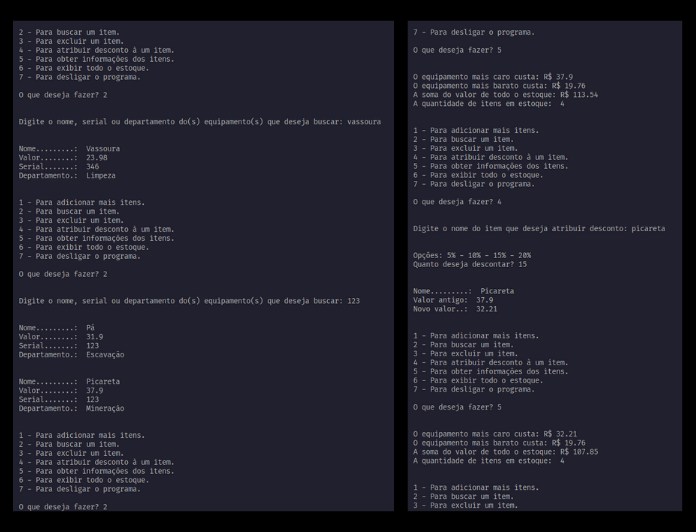 2 - Para buscar um item.
3 - Para excluir um item.
4 - Para atribuir desconto à um item.
5 - Para obter informações dos itens.
6 - Para exibir todo o estoque.
7 - Para desligar o programa.
O que deseja fazer? 2
Digite o nome, serial ou departamento do(s) equipamento(s) que deseja buscar: vassoura
Nome.........:  Vassoura
Valor........:  23.98
Serial.......:  346
Departamento.:  Limpeza
1 - Para adicionar mais itens.
2 - Para buscar um item.
3 - Para excluir um item.
4 - Para atribuir desconto à um item.
5 - Para obter informações dos itens.
6 - Para exibir todo o estoque.
7 - Para desligar o programa.
O que deseja fazer? 2
Digite o nome, serial ou departamento do(s) equipamento(s) que deseja buscar: 123
Nome.........:  Pá
Valor........:  31.9
Serial.......:  123
Departamento.:  Escavação
Nome.........:  Picareta
Valor........:  37.9
Serial.......:  123
Departamento.:  Mineração
1 - Para adicionar mais itens.
2 - Para buscar um item.
3 - Para excluir um item.
4 - Para atribuir desconto à um item.
5 - Para obter informações dos itens.
6 - Para exibir todo o estoque.
7 - Para desligar o programa.
O que deseja fazer? 2
7 - Para desligar o programa.
O que deseja fazer? 5
O equipamento mais caro custa: R$ 37.9
O equipamento mais barato custa: R$ 19.76
A soma do valor de todo o estoque: R$ 113.54
A quantidade de itens em estoque:  4
1 - Para adicionar mais itens.
2 - Para buscar um item.
3 - Para excluir um item.
4 - Para atribuir desconto à um item.
5 - Para obter informações dos itens.
6 - Para exibir todo o estoque.
7 - Para desligar o programa.
O que deseja fazer? 4
Digite o nome do item que deseja atribuir desconto: picareta
Opções: 5% - 10% - 15% - 20%
Quanto deseja descontar? 15
Nome.........:  Picareta
Valor antigo:  37.9
Novo valor..:  32.21
1 - Para adicionar mais itens.
2 - Para buscar um item.
3 - Para excluir um item.
4 - Para atribuir desconto à um item.
5 - Para obter informações dos itens.
6 - Para exibir todo o estoque.
7 - Para desligar o programa.
O que deseja fazer? 5
O equipamento mais caro custa: R$ 32.21
O equipamento mais barato custa: R$ 19.76
A soma do valor de todo o estoque: R$ 107.85
A quantidade de itens em estoque:  4
1 - Para adicionar mais itens.
2 - Para buscar um item.
3 - Para excluir um item.